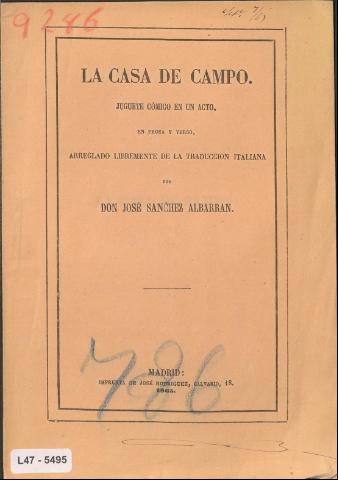 9286
LA CASA DE CAMPO.
JUGUETE CÓMICO EN UN ACTO,
EN PROSA Y VERSO,
ARREGLADO LIBREMENTE DE LA TRADUCCION ITALIANA
POR
DON JOSÉ SANCHEZ ALBARRAN.
786
MADRID:
IMPRENTA DE JOSÉ RODRIGUEZ, CALVARIO, 18.
1865.
L47 - 5495